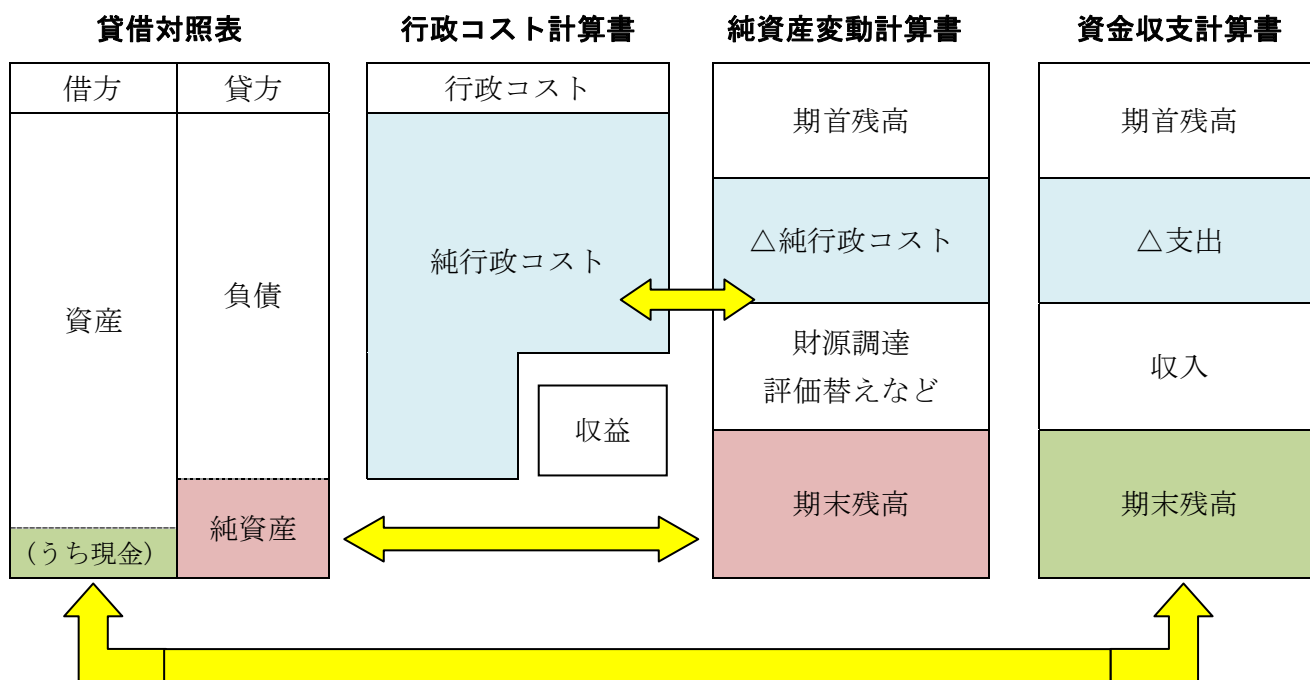 貸借対照表
行政コスト計算書
純資産変動計算書
資金収支計算書
借方
貸方
資産
(うち現金)
負債
純資産
行政コスト
純行政コスト
収益
期首残高
△純行政コスト
財源調達
評価替えなど
期末残高
期首残高
△支出
収入
期末残高